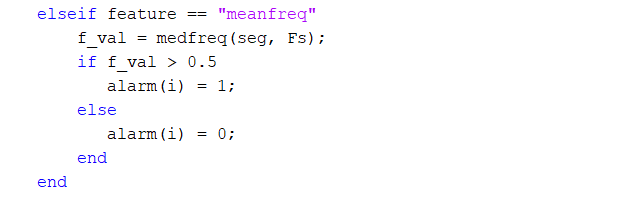 elseif feature == "meanfreq"
f_val = medfreq(seg, Fs);
if f_val > 0.5
alarm(i) = 1;
else
alarm(i) = 0;
end
end